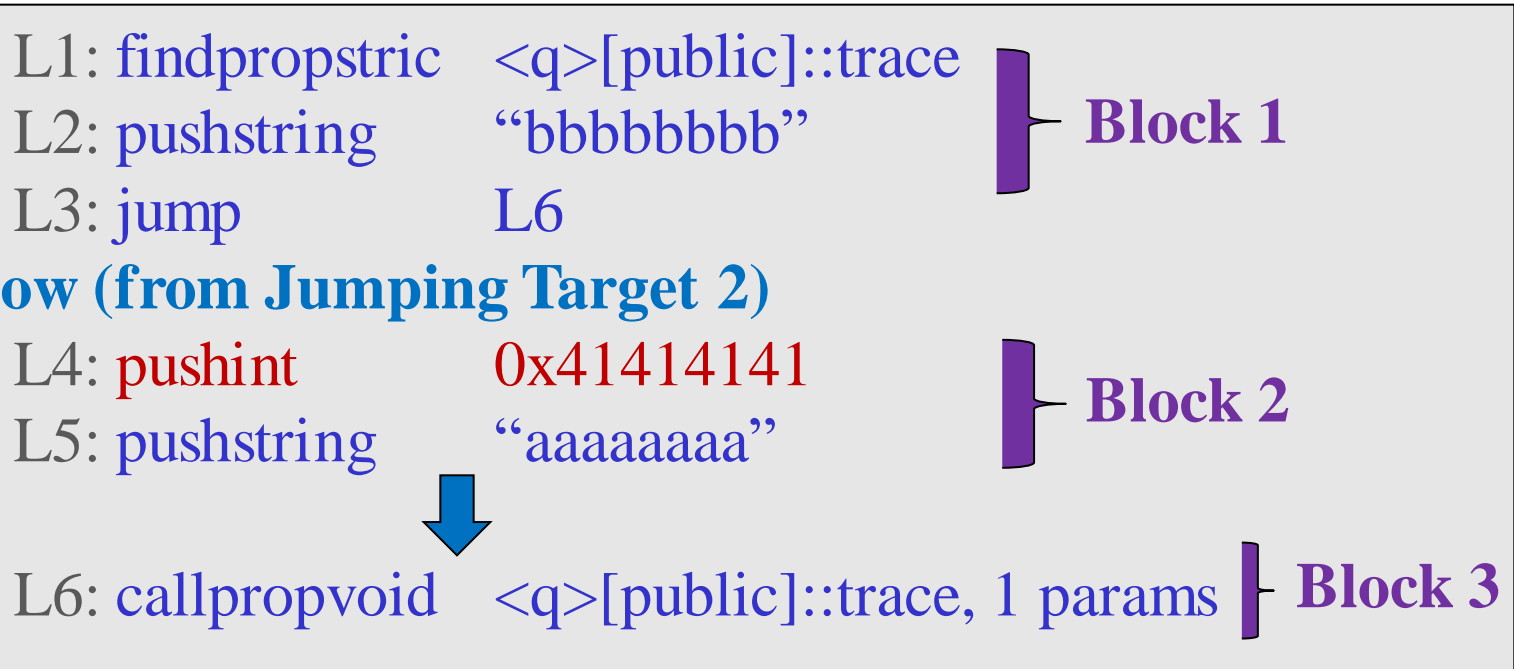 L1: findpropstric <q>[public]::trace
L2: pushstring “bbbbbbbb”
Block 1
L3: jump L6
ow (from Jumping Target 2)
L4: pushint 0x41414141
Block 2
L5: pushstring “aaaaaaaa”
L6: callpropvoid <q>[public]::trace, 1 params Block 3